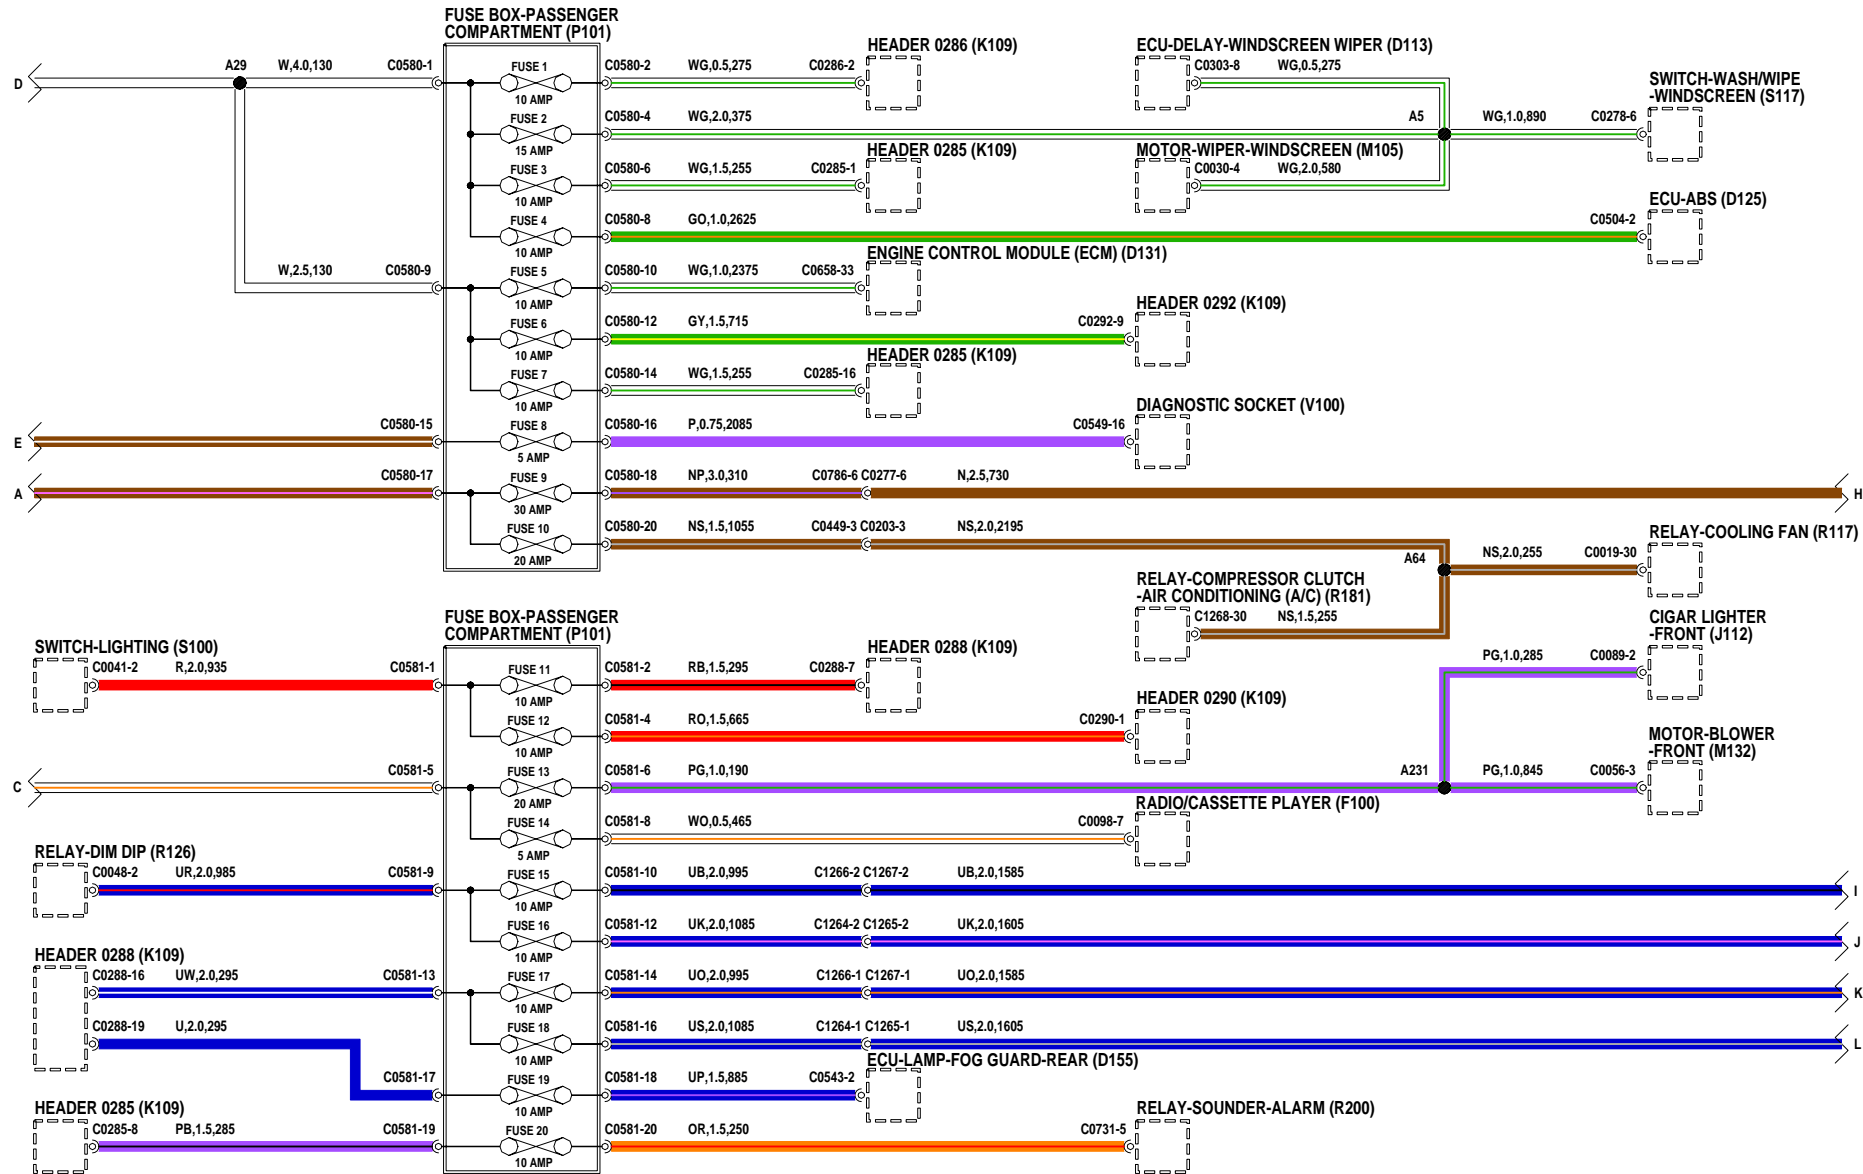 FUSE BOX-PASSENGER
COMPARTMENT (P101)
D
A29
W,4.0,130
C0580-1
FUSE 1
10 AMP
C0580-2
WG,0.5,275
C0286-2
HEADER 0286 (K109)
ECU-DELAY-WINDSCREEN WIPER (D113)
C0303-8
WG,0.5,275
SWITCH-WASH/WIPE
-WINDSCREEN (S117)
FUSE 2
15 AMP
C0580-4
WG,2.0,375
A5
WG,1.0,890
C0278-6
HEADER 0285 (K109)
MOTOR-WIPER-WINDSCREEN (M105)
C0030-4
WG,2.0,580
FUSE 3
10 AMP
C0580-6
WG,1.5,255
C0285-1
FUSE 4
10 AMP
C0580-8
GO,1.0,2625
C0504-2
ECU-ABS (D125)
W,2.5,130
C0580-9
FUSE 5
10 AMP
C0580-10
WG,1.0,2375
C0658-33
ENGINE CONTROL MODULE (ECM) (D131)
FUSE 6
10 AMP
C0580-12
GY,1.5,715
C0292-9
HEADER 0292 (K109)
FUSE 7
10 AMP
C0580-14
WG,1.5,255
C0285-16
HEADER 0285 (K109)
E
C0580-15
FUSE 8
5 AMP
C0580-16
P,0.75,2085
C0549-16
DIAGNOSTIC SOCKET (V100)
A
C0580-17
FUSE 9
30 AMP
C0580-18
NP,3.0,310
C0786-6 C0277-6
N,2.5,730
H
FUSE 10
20 AMP
C0580-20
NS,1.5,1055
C0449-3 C0203-3
NS,2.0,2195
A64
NS,2.0,255
C0019-30
RELAY-COOLING FAN (R117)
RELAY-COMPRESSOR CLUTCH
-AIR CONDITIONING (A/C) (R181)
C1268-30
NS,1.5,255
FUSE BOX-PASSENGER
COMPARTMENT (P101)
SWITCH-LIGHTING (S100)
C0041-2
R,2.0,935
C0581-1
FUSE 11
10 AMP
C0581-2
RB,1.5,295
C0288-7
HEADER 0288 (K109)
CIGAR LIGHTER
-FRONT (J112)
PG,1.0,285
C0089-2
FUSE 12
10 AMP
C0581-4
RO,1.5,665
C0290-1
HEADER 0290 (K109)
C
C0581-5
FUSE 13
20 AMP
C0581-6
PG,1.0,190
A231
PG,1.0,845
C0056-3
MOTOR-BLOWER
-FRONT (M132)
FUSE 14
5 AMP
C0581-8
WO,0.5,465
C0098-7
RADIO/CASSETTE PLAYER (F100)
RELAY-DIM DIP (R126)
C0048-2
UR,2.0,985
C0581-9
FUSE 15
10 AMP
C0581-10
UB,2.0,995
C1266-2 C1267-2
UB,2.0,1585
I
FUSE 16
10 AMP
C0581-12
UK,2.0,1085
C1264-2 C1265-2
UK,2.0,1605
J
HEADER 0288 (K109)
C0288-16
UW,2.0,295
C0581-13
FUSE 17
10 AMP
C0581-14
UO,2.0,995
C1266-1 C1267-1
UO,2.0,1585
K
C0288-19
U,2.0,295
FUSE 18
10 AMP
C0581-16
US,2.0,1085
C1264-1 C1265-1
US,2.0,1605
L
C0581-17
FUSE 19
10 AMP
C0581-18
UP,1.5,885
C0543-2
ECU-LAMP-FOG GUARD-REAR (D155)
HEADER 0285 (K109)
C0285-8
PB,1.5,285
C0581-19
FUSE 20
10 AMP
C0581-20
OR,1.5,250
C0731-5
RELAY-SOUNDER-ALARM (R200)